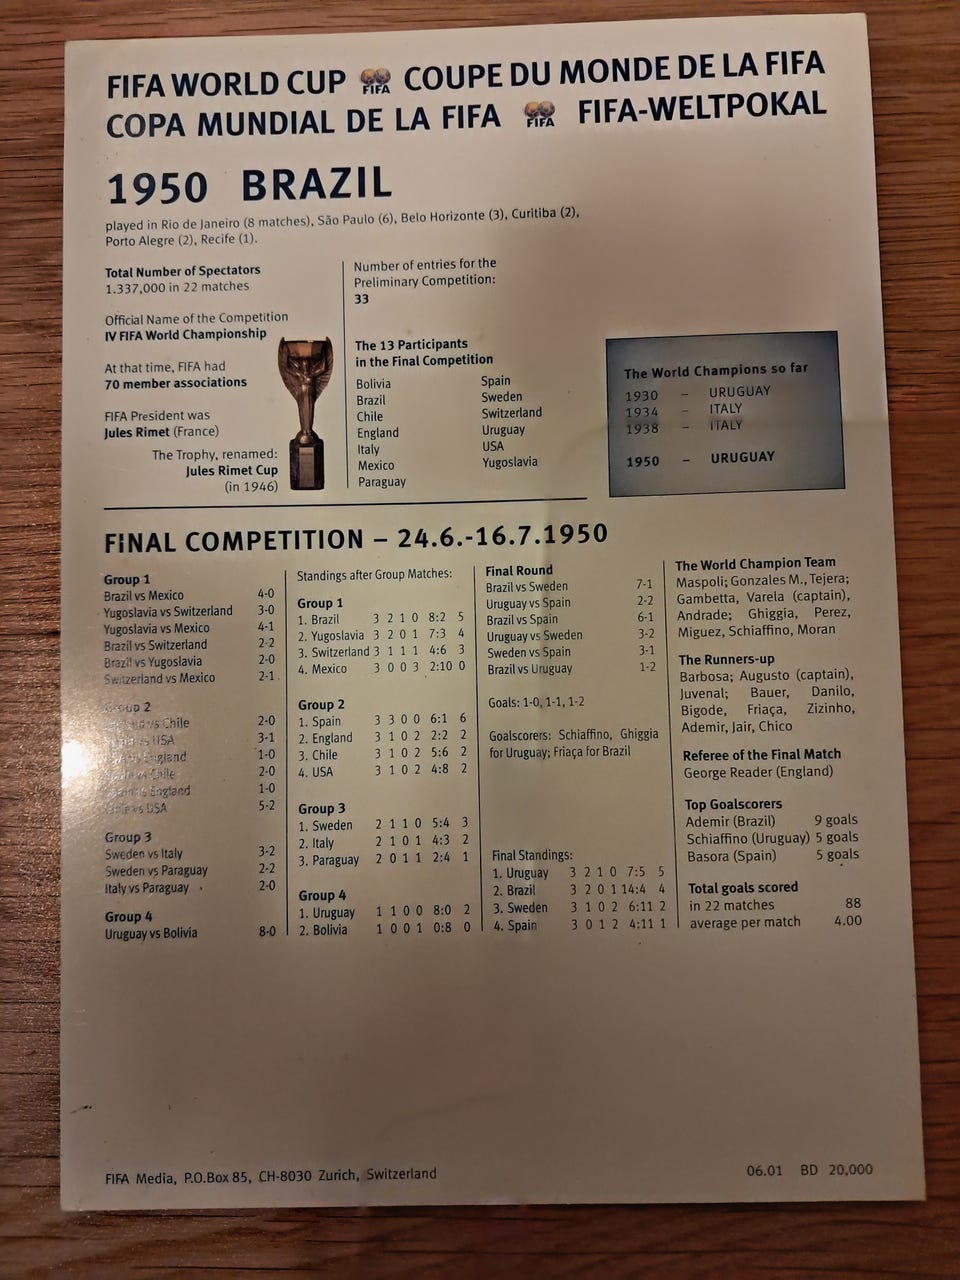 FIFA WORLD CUP FIFA COUPE DU MONDE DE LA FIFA
COPA MUNDIAL DE LA FIFA FIFA FIFA-WELTPOKAL
1950 BRAZIL
played in Rio de Janeiro (8 matches), São Paulo (6), Belo Horizonte (3), Curitiba (2),
Porto Alegre (2), Recife (1).
Total Number of Spectators
1.337,000 in 22 matches
Official Name of the Competition
IV FIFA World Championship
At that time, FIFA had
70 member associations
FIFA President was
Jules Rimet (France)
The Trophy, renamed:
Jules Rimet Cup
(in 1946)
Number of entries for the
Preliminary Competition:
33
The 13 Participants
in the Final Competition
Bolivia
Brazil
Chile
England
Italy
Mexico
Paraguay
Spain
Sweden
Switzerland
Uruguay
USA
Yugoslavia
The World Champions so far
1930 – URUGUAY
1934 – ITALY
1938 – ITALY
1950 – URUGUAY
FINAL COMPETITION – 24.6.-16.7.1950
Group 1
Brazil vs Mexico 4-0
Yugoslavia vs Switzerland 3-0
Yugoslavia vs Mexico 4-1
Brazil vs Switzerland 2-2
Brazil vs Yugoslavia 2-0
Switzerland vs Mexico 2-1
Group 2
vs Chile 2-0
vs USA 3-1
England 1-0
vs Chile 2-0
vs England 1-0
vs USA 5-2
Group 3
Sweden vs Italy 3-2
Sweden vs Paraguay 2-2
Italy vs Paraguay 2-0
Group 4
Uruguay vs Bolivia 8-0
Standings after Group Matches:
Group 1
1. Brazil 3 2 1 0 8:2 5
2. Yugoslavia 3 2 0 1 7:3 4
3. Switzerland 3 1 1 1 4:6 3
4. Mexico 3 0 0 3 2:10 0
Group 2
1. Spain 3 3 0 0 6:1 6
2. England 3 1 0 2 2:2 2
3. Chile 3 1 0 2 5:6 2
4. USA 3 1 0 2 4:8 2
Group 3
1. Sweden 2 1 1 0 5:4 3
2. Italy 2 1 0 1 4:3 2
3. Paraguay 2 0 1 1 2:4 1
Group 4
1. Uruguay 1 1 0 0 8:0 2
2. Bolivia 1 0 0 1 0:8 0
Final Round
Brazil vs Sweden 7-1
Uruguay vs Spain 2-2
Brazil vs Spain 6-1
Uruguay vs Sweden 3-2
Sweden vs Spain 3-1
Brazil vs Uruguay 1-2
Goals: 1-0, 1-1, 1-2
Goalscorers: Schiaffino, Ghiggia
for Uruguay; Friaça for Brazil
Final Standings:
1. Uruguay 3 2 1 0 7:5 5
2. Brazil 3 2 0 1 14:4 4
3. Sweden 3 1 0 2 6:11 2
4. Spain 3 0 1 2 4:11 1
The World Champion Team
Maspoli; Gonzales M., Tejera;
Gambetta, Varela (captain),
Andrade; Ghiggia, Perez,
Miguez, Schiaffino, Moran
The Runners-up
Barbosa; Augusto (captain),
Juvenal; Bauer, Danilo,
Bigode, Friaça, Zizinho,
Ademir, Jair, Chico
Referee of the Final Match
George Reader (England)
Top Goalscorers
Ademir (Brazil) 9 goals
Schiaffino (Uruguay) 5 goals
Basora (Spain) 5 goals
Total goals scored
in 22 matches 88
average per match 4.00
FIFA Media, P.O.Box 85, CH-8030 Zurich, Switzerland
06.01 BD 20,000